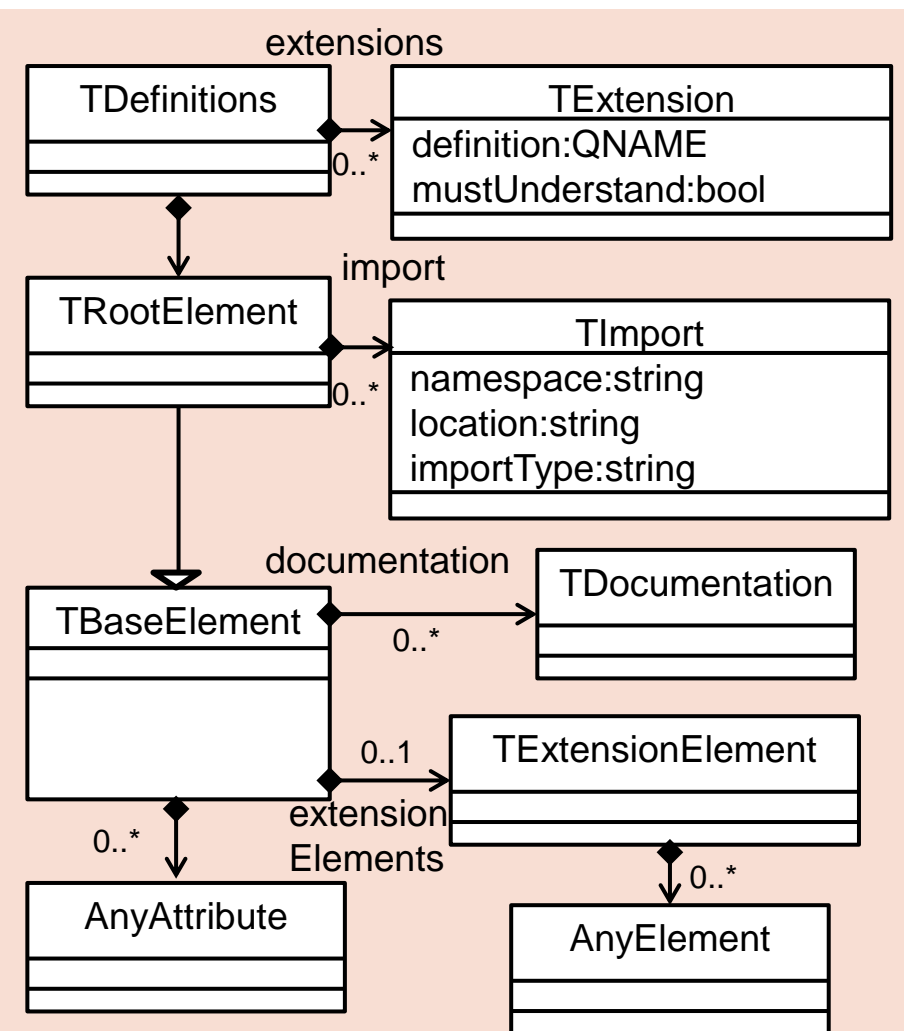 extensions
TDefinitions
TExtension
definition:QNAME
mustUnderstand:bool
0..*
import
TRootElement
TImport
0..*
namespace:string
location:string
importType:string
documentation
TDocumentation
TBaseElement
0..*
0..1
TExtensionElement
extension
Elements
0..*
0..*
AnyAttribute
AnyElement